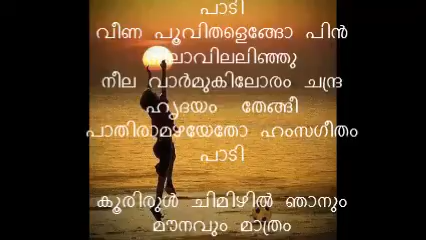 പാടി
വീണ പൂവിതളെങ്ങോ പിൻ
ലാവിലലിഞ്ഞു
നീല വാർമുകിലോരം ചന്ദ്ര
ഹൃദയം തേങ്ങീ
പാതിരാമഴയേതോ ഹംസഗീതം
പാടി
കൂരിരുൾ ചിമിഴിൽ ഞാനും
മൗനവും മാത്രം